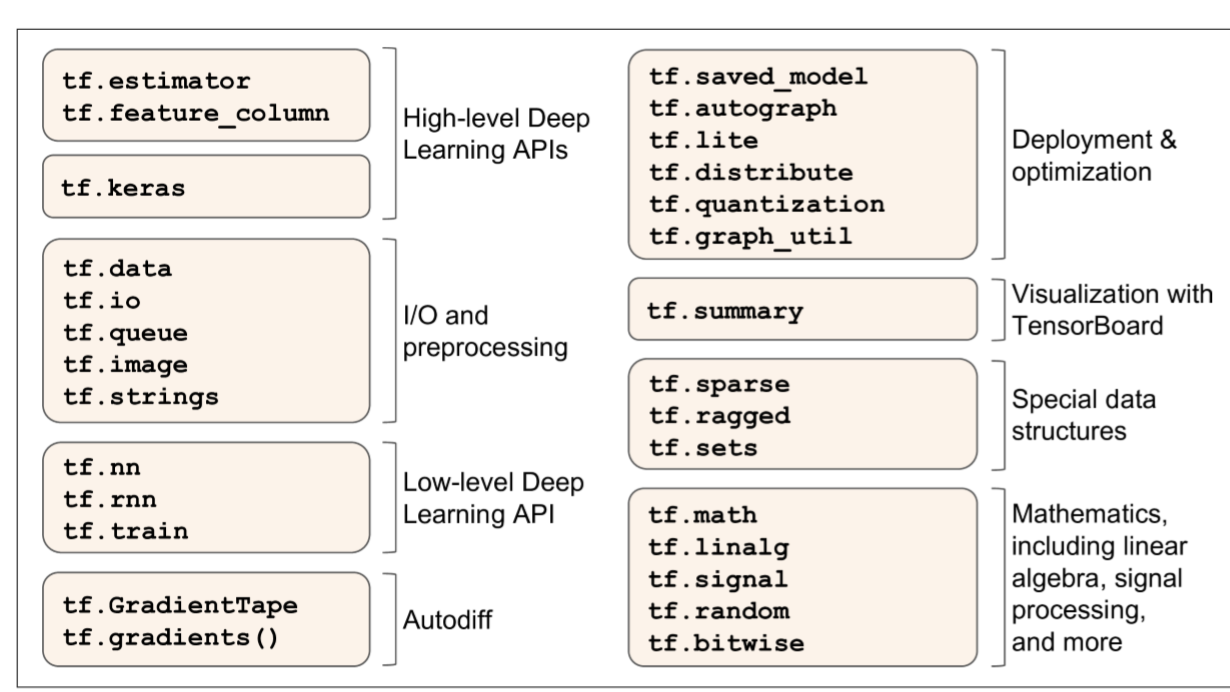 tf.estimator
tf.feature_column
tf.keras
High-level Deep
Learning APIs
tf.data
tf.io
tf.queue
tf.image
tf.strings
I/O and
preprocessing
tf.nn
tf.rnn
tf.train
Low-level Deep
Learning API
tf.GradientTape
tf.gradients()
Autodiff
tf.saved_model
tf.autograph
tf.lite
tf.distribute
tf.quantization
tf.graph_util
Deployment &
optimization
tf.summary
Visualization with
TensorBoard
tf.sparse
tf.ragged
tf.sets
Special data
structures
tf.math
tf.linalg
tf.signal
tf.random
tf.bitwise
Mathematics,
including linear
algebra, signal
processing,
and more